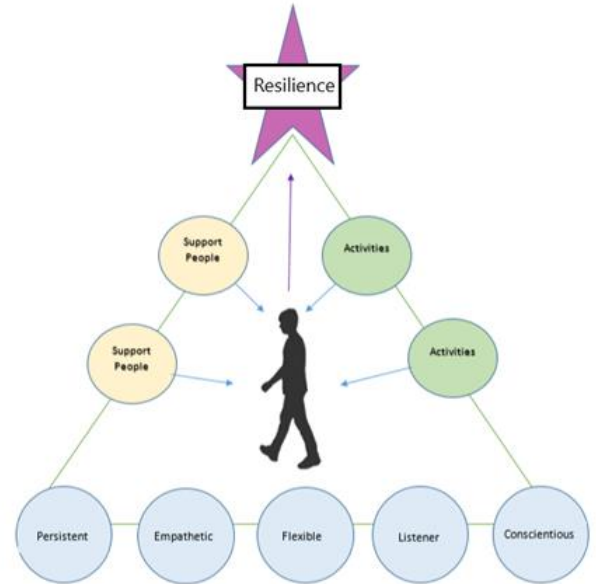 Resilience
Support
People
Activities
Support
People
Activities
Persistent
Empathetic
Flexible
Listener
Conscientious